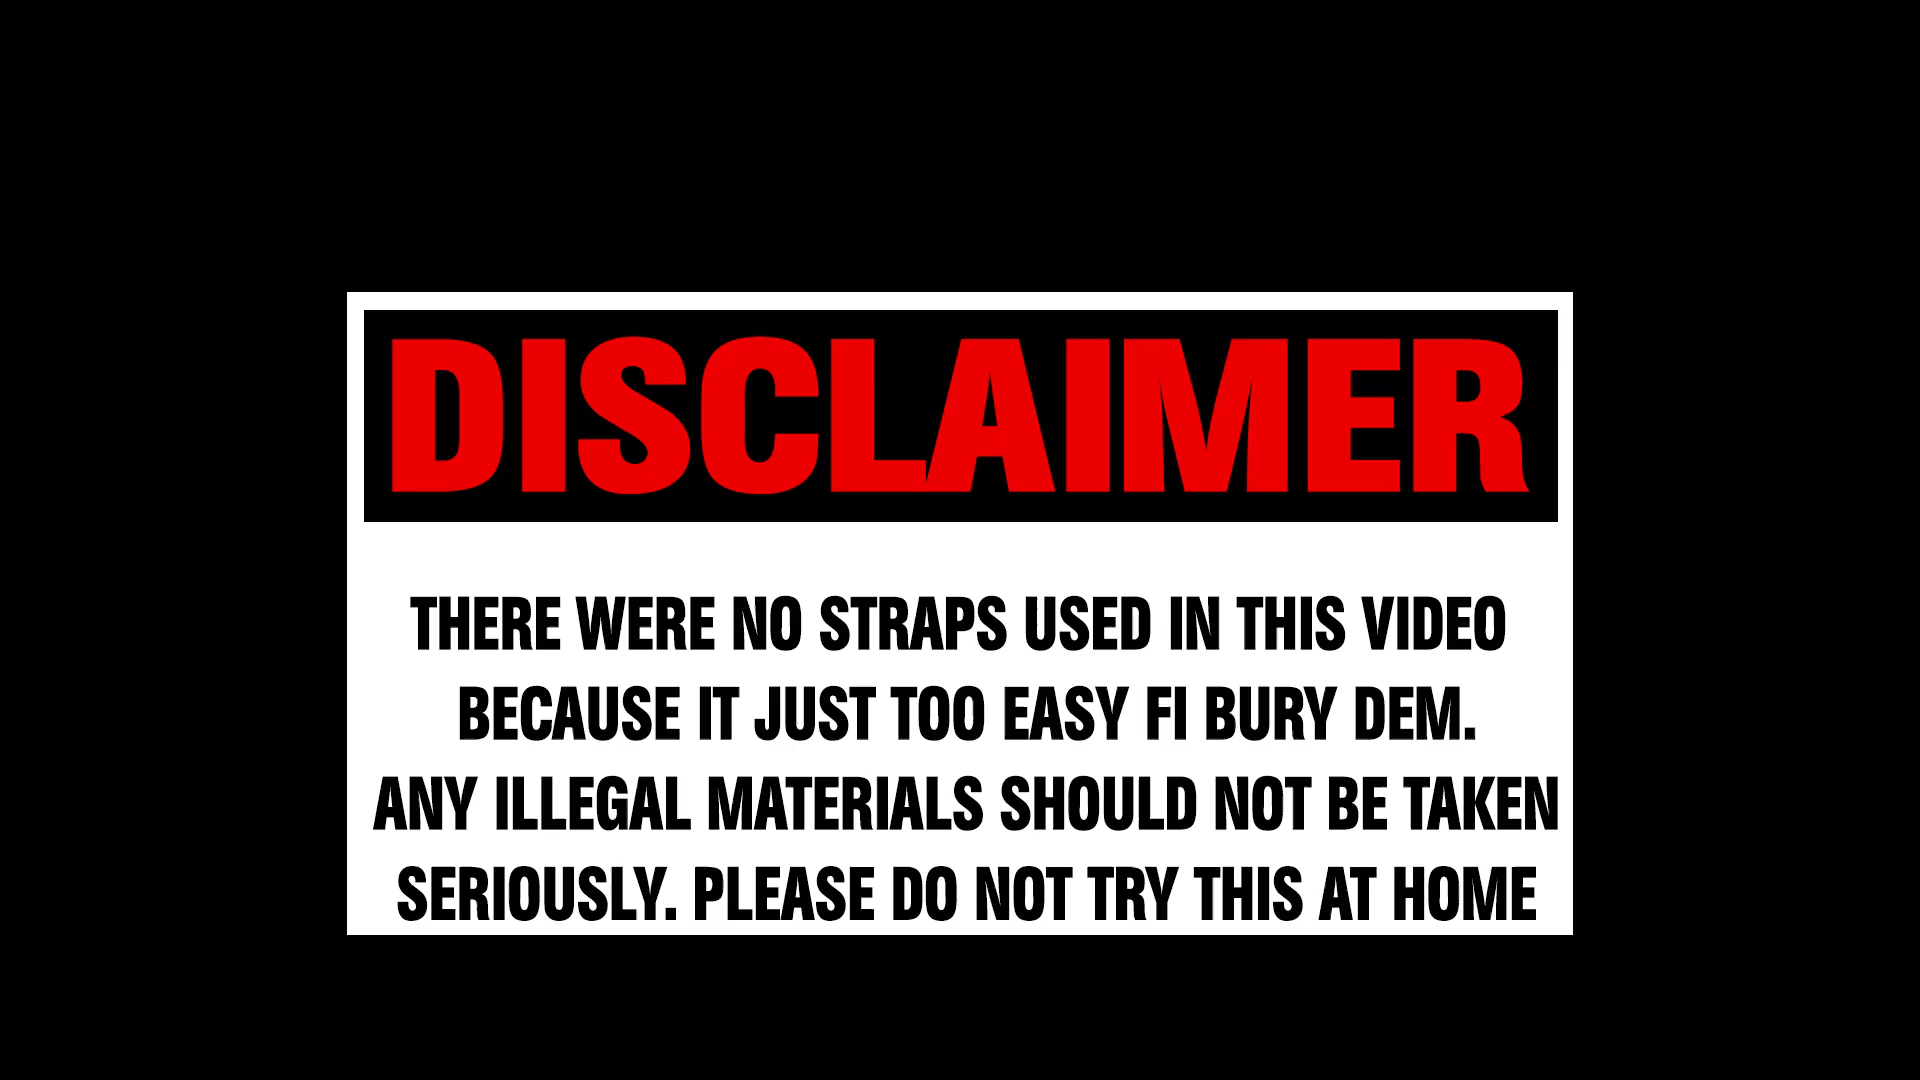 DISCLAIMER
THERE WERE NO STRAPS USED IN THIS VIDEO
BECAUSE IT JUST TOO EASY FI BURY DEM.
ANY ILLEGAL MATERIALS SHOULD NOT BE TAKEN
SERIOUSLY. PLEASE DO NOT TRY THIS AT HOME